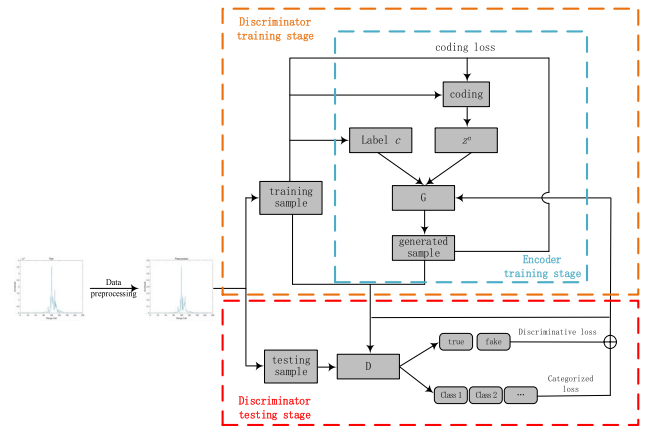 Discriminator
training stage
coding loss
coding
Label c
zⁿ
training
sample
G
generated
sample
Encoder
training stage
Data
preprocessing
Discriminative loss
true
fake
testing
sample
D
Categorized
loss
Class 1
Class 2
...
Discriminator
testing stage